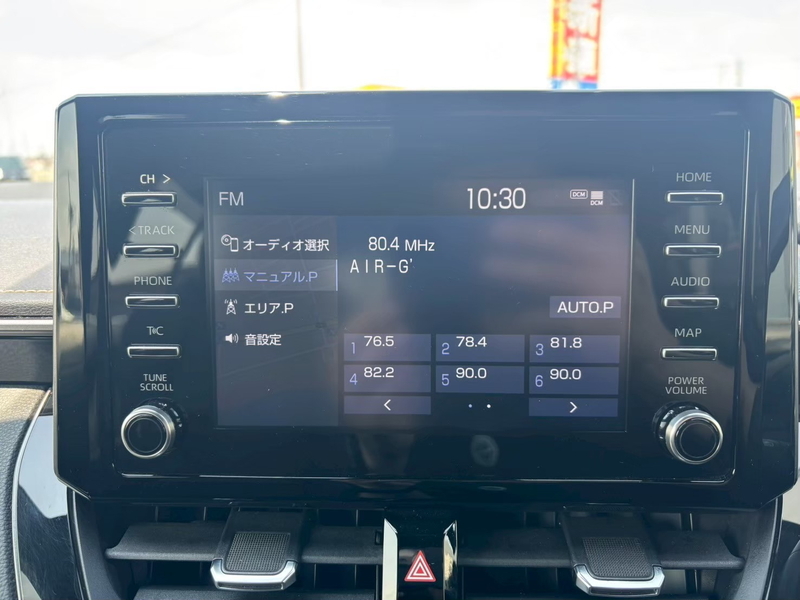 CH >
<TRACK
PHONE
T/C
TUNE
SCROLL
FM
10:30
DCM
DCM
オーディオ選択
マニュアル.P
エリア.P
音設定
80.4 MHz
AIR-G'
AUTO.P
1 76.5
2 78.4
3 81.8
4 82.2
5 90.0
6 90.0
<
>
HOME
MENU
AUDIO
MAP
POWER
VOLUME